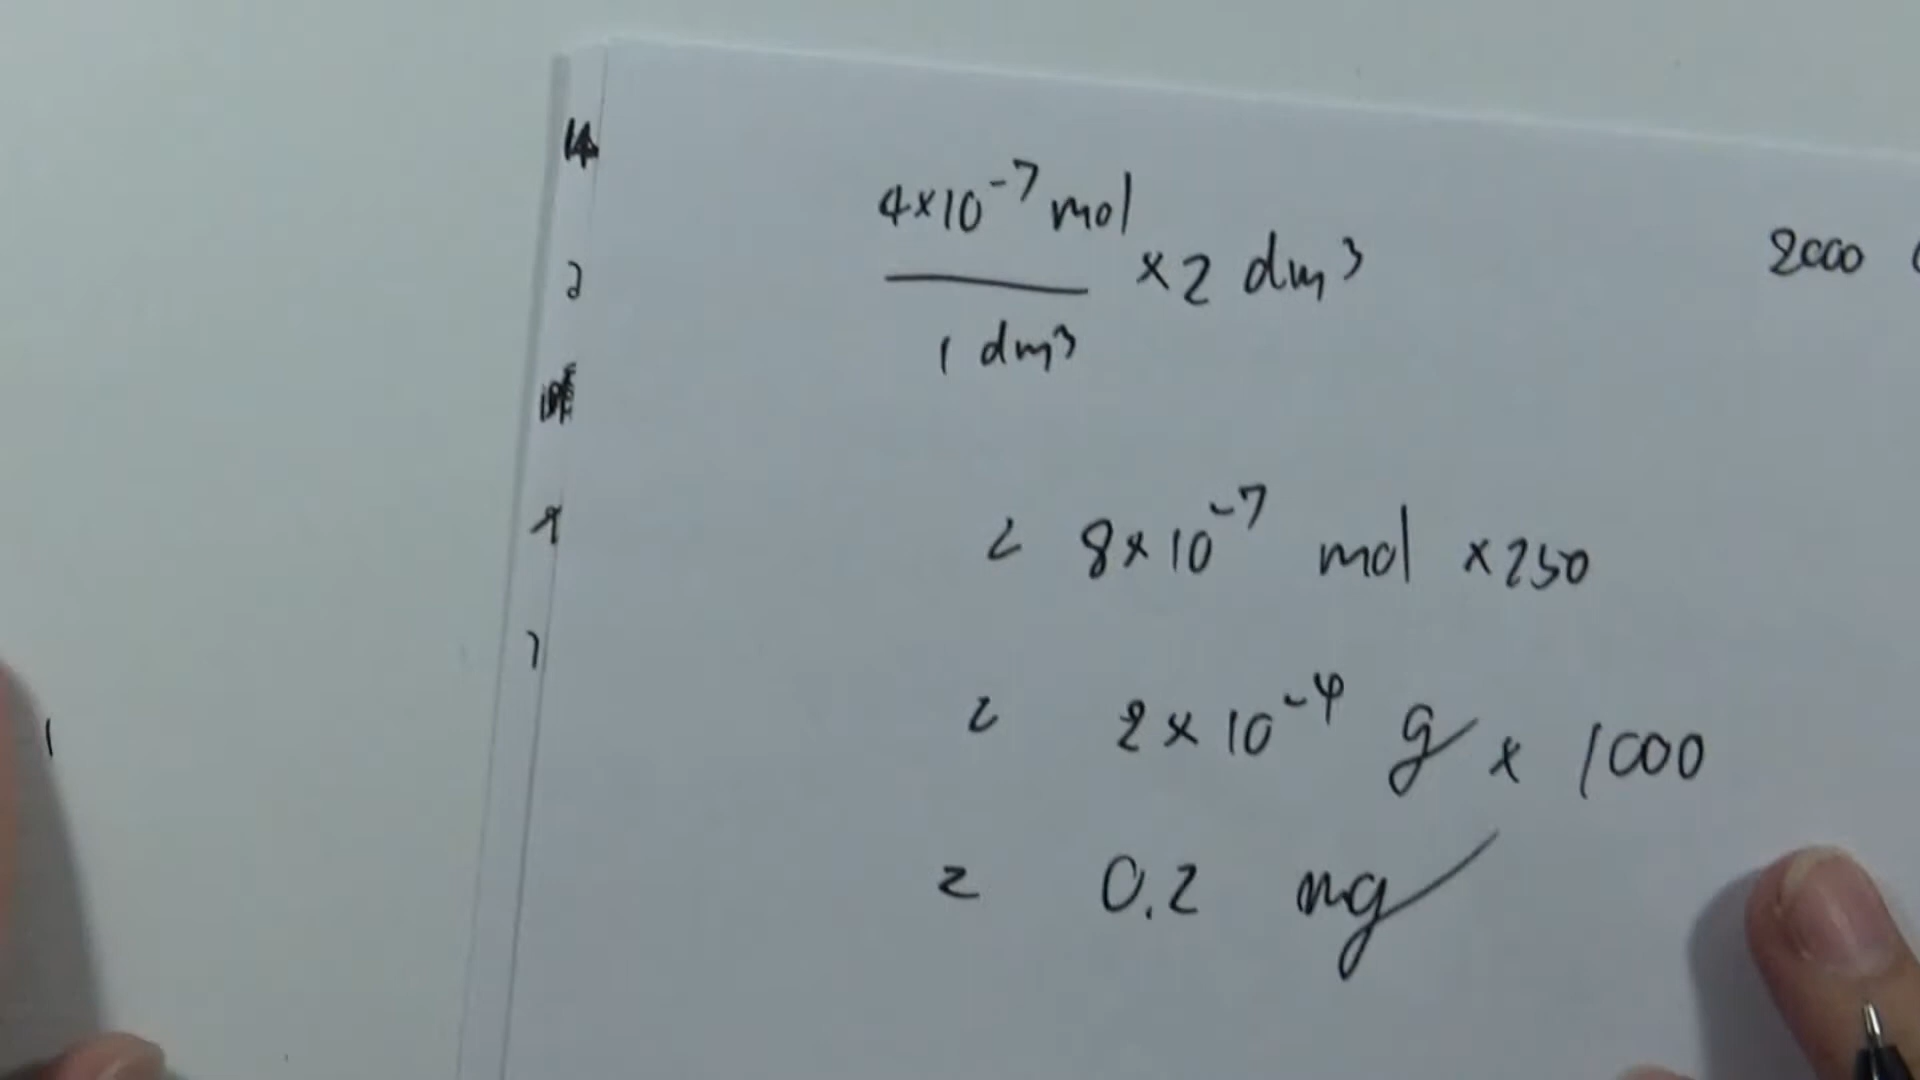 4×10⁻⁷ mol
───── ×2 dm³
1 dm³
2000
= 8×10⁻⁷ mol ×250
= 2×10⁻⁴ g × 1000
= 0.2 mg
2